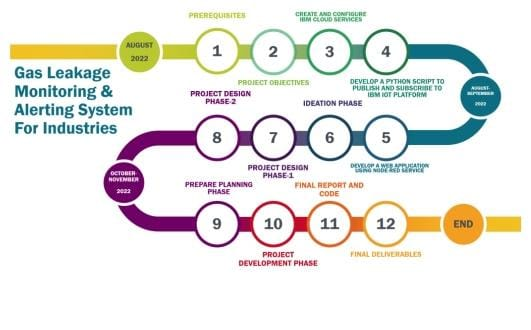 PREREQUISITES
CREATE AND CONFIGURE
IBM CLOUD SERVICES
AUGUST
2022
1
2
3
4
Gas Leakage
Monitoring &
Alerting System
For Industries
PROJECT OBJECTIVES
DEVELOP A PYTHON SCRIPT TO
PUBLISH AND SUBSCRIBE TO
IBM IOT PLATFORM
AUGUST-
SEPTEMBER
2022
PROJECT DESIGN
PHASE-2
IDEATION PHASE
8
7
6
5
PROJECT DESIGN
PHASE-1
DEVELOP A WEB APPLICATION
USING NODE-RED SERVICE
OCTOBER-
NOVEMBER
2022
PREPARE PLANNING
PHASE
FINAL REPORT AND
CODE
9
10
11
12
END
PROJECT
DEVELOPMENT PHASE
FINAL DELIVERABLES